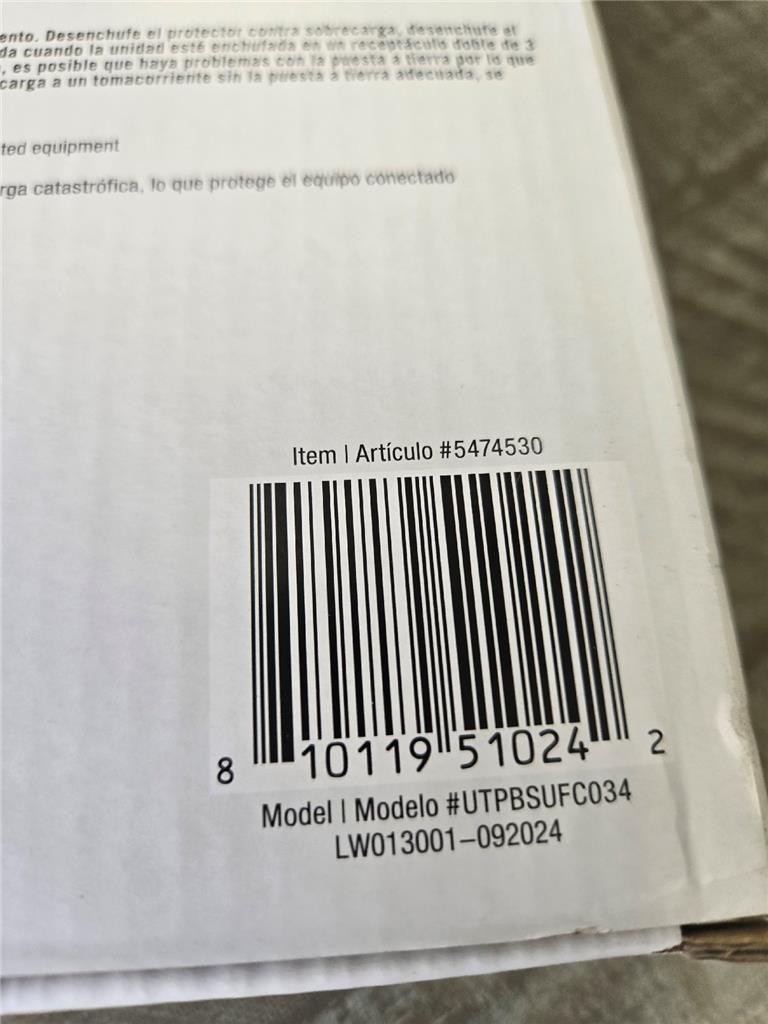 ento. Desenchufe el protector contra sobrecarga, desenchufe el
da cuando la unidad esté enchufada en un receptáculo doble de 3
, es posible que haya problemas con la puesta a tierra por lo que
carga a un tomacorriente sin la puesta a tierra adecuada, se
ted equipment
rga catastrófica, lo que protege el equipo conectado
Item | Artículo #5474530
8 10119 51024 2
Model | Modelo #UTPBSUFC034
LW013001–092024